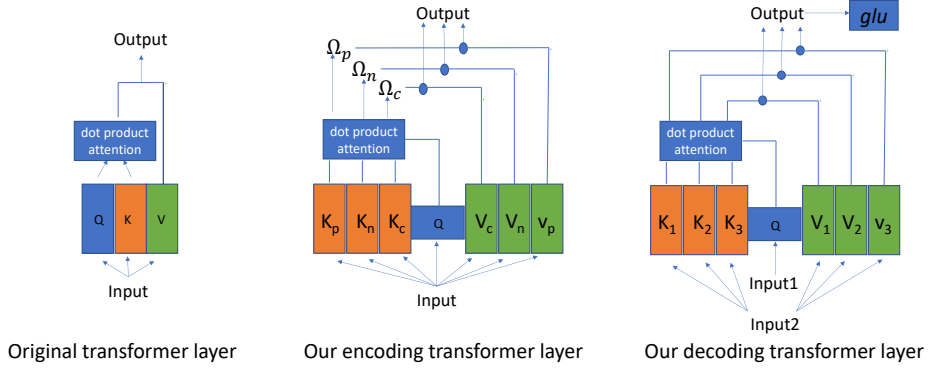 Output
dot product
attention
Q
K
V
Input
Original transformer layer
Output
Ωp
Ωn
Ωc
dot product
attention
Kp
Kn
Kc
Q
Vc
Vn
vp
Input
Our encoding transformer layer
Output
glu
dot product
attention
K1
K2
K3
Q
V1
V2
v3
Input1
Input2
Our decoding transformer layer